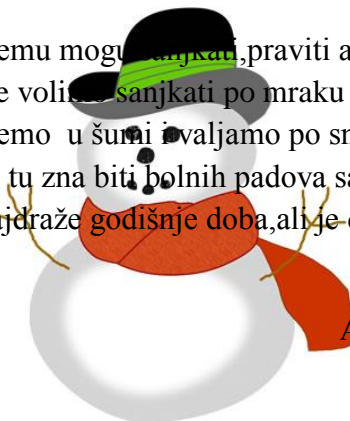 emu mogu sanjkati,praviti a
e volimo sanjkati po mraku
emo u šumi i valjamo po sn
tu zna biti bolnih padova sa
jdraže godišnje doba,ali je
A